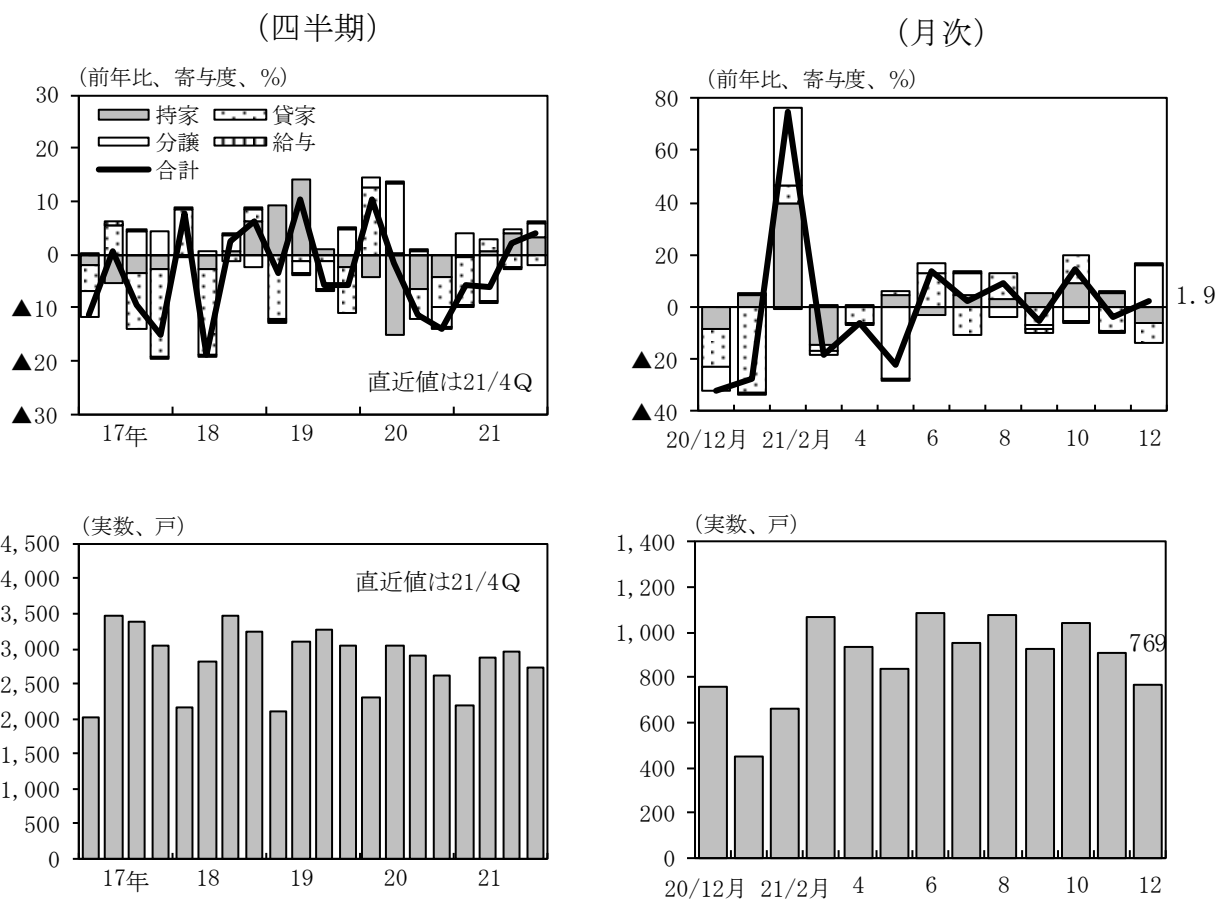 (四半期)
(前年比、寄与度、%)
30
20
10
0
▲10
▲20
▲30
持家 貸家
分譲 給与
合計
直近値は21/4Q
17年 18 19 20 21
(月次)
(前年比、寄与度、%)
80
60
40
20
0
▲20
▲40
1.9
20/12月 21/2月 4 6 8 10 12
(実数、戸)
4,500
4,000
3,500
3,000
2,500
2,000
1,500
1,000
500
0
直近値は21/4Q
17年 18 19 20 21
(実数、戸)
1,400
1,200
1,000
800
600
400
200
0
769
20/12月 21/2月 4 6 8 10 12